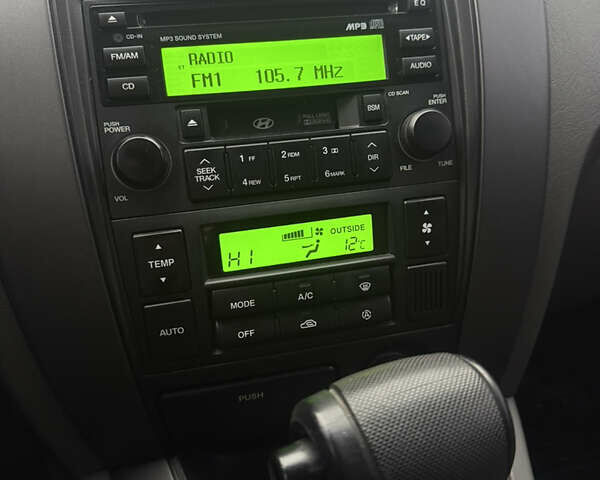 EQ
CD-IN
MP3 SOUND SYSTEM
MP3
FM/AM
CD
ST
RADIO
FM1 105.7 MHz
TAPE
AUDIO
PUSH
POWER
VOL
BSM
CD SCAN
PUSH
ENTER
FILE
TUNE
SEEK
TRACK
1 FF
2 RDM
3
4 REW
5 RPT
6 MARK
DIR
TEMP
AUTO
OUTSIDE
HI
12°C
MODE
A/C
OFF
PUSH